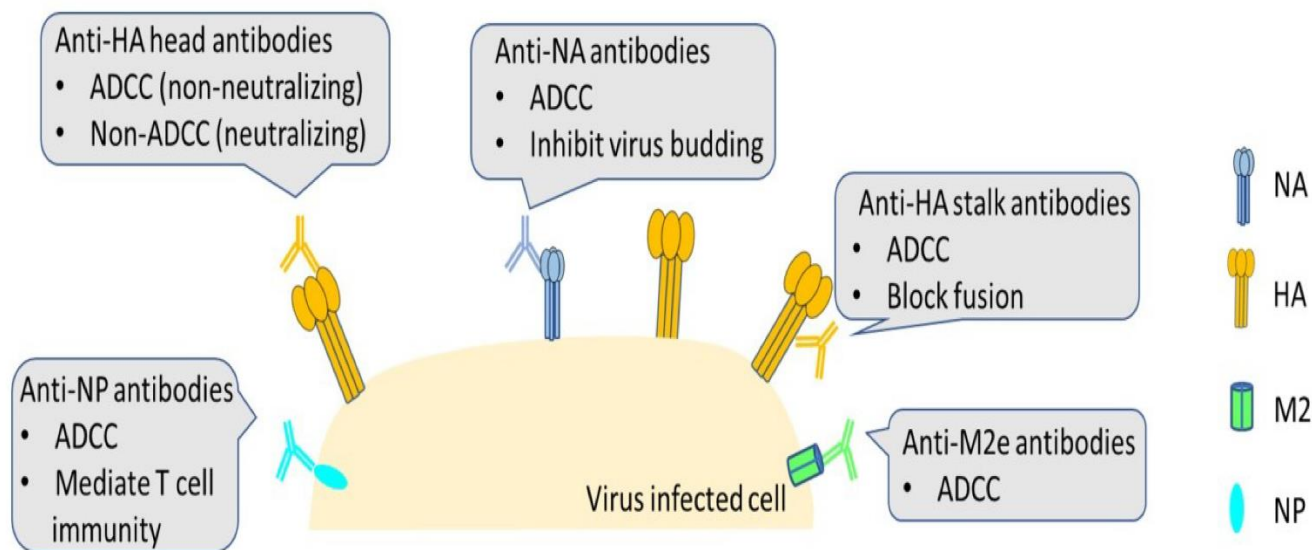 Anti-HA head antibodies
• ADCC (non-neutralizing)
• Non-ADCC (neutralizing)
Anti-NA antibodies
• ADCC
• Inhibit virus budding
Anti-HA stalk antibodies
• ADCC
• Block fusion
Anti-NP antibodies
• ADCC
• Mediate T cell
immunity
Virus infected cell
Anti-M2e antibodies
• ADCC
NA
HA
M2
NP